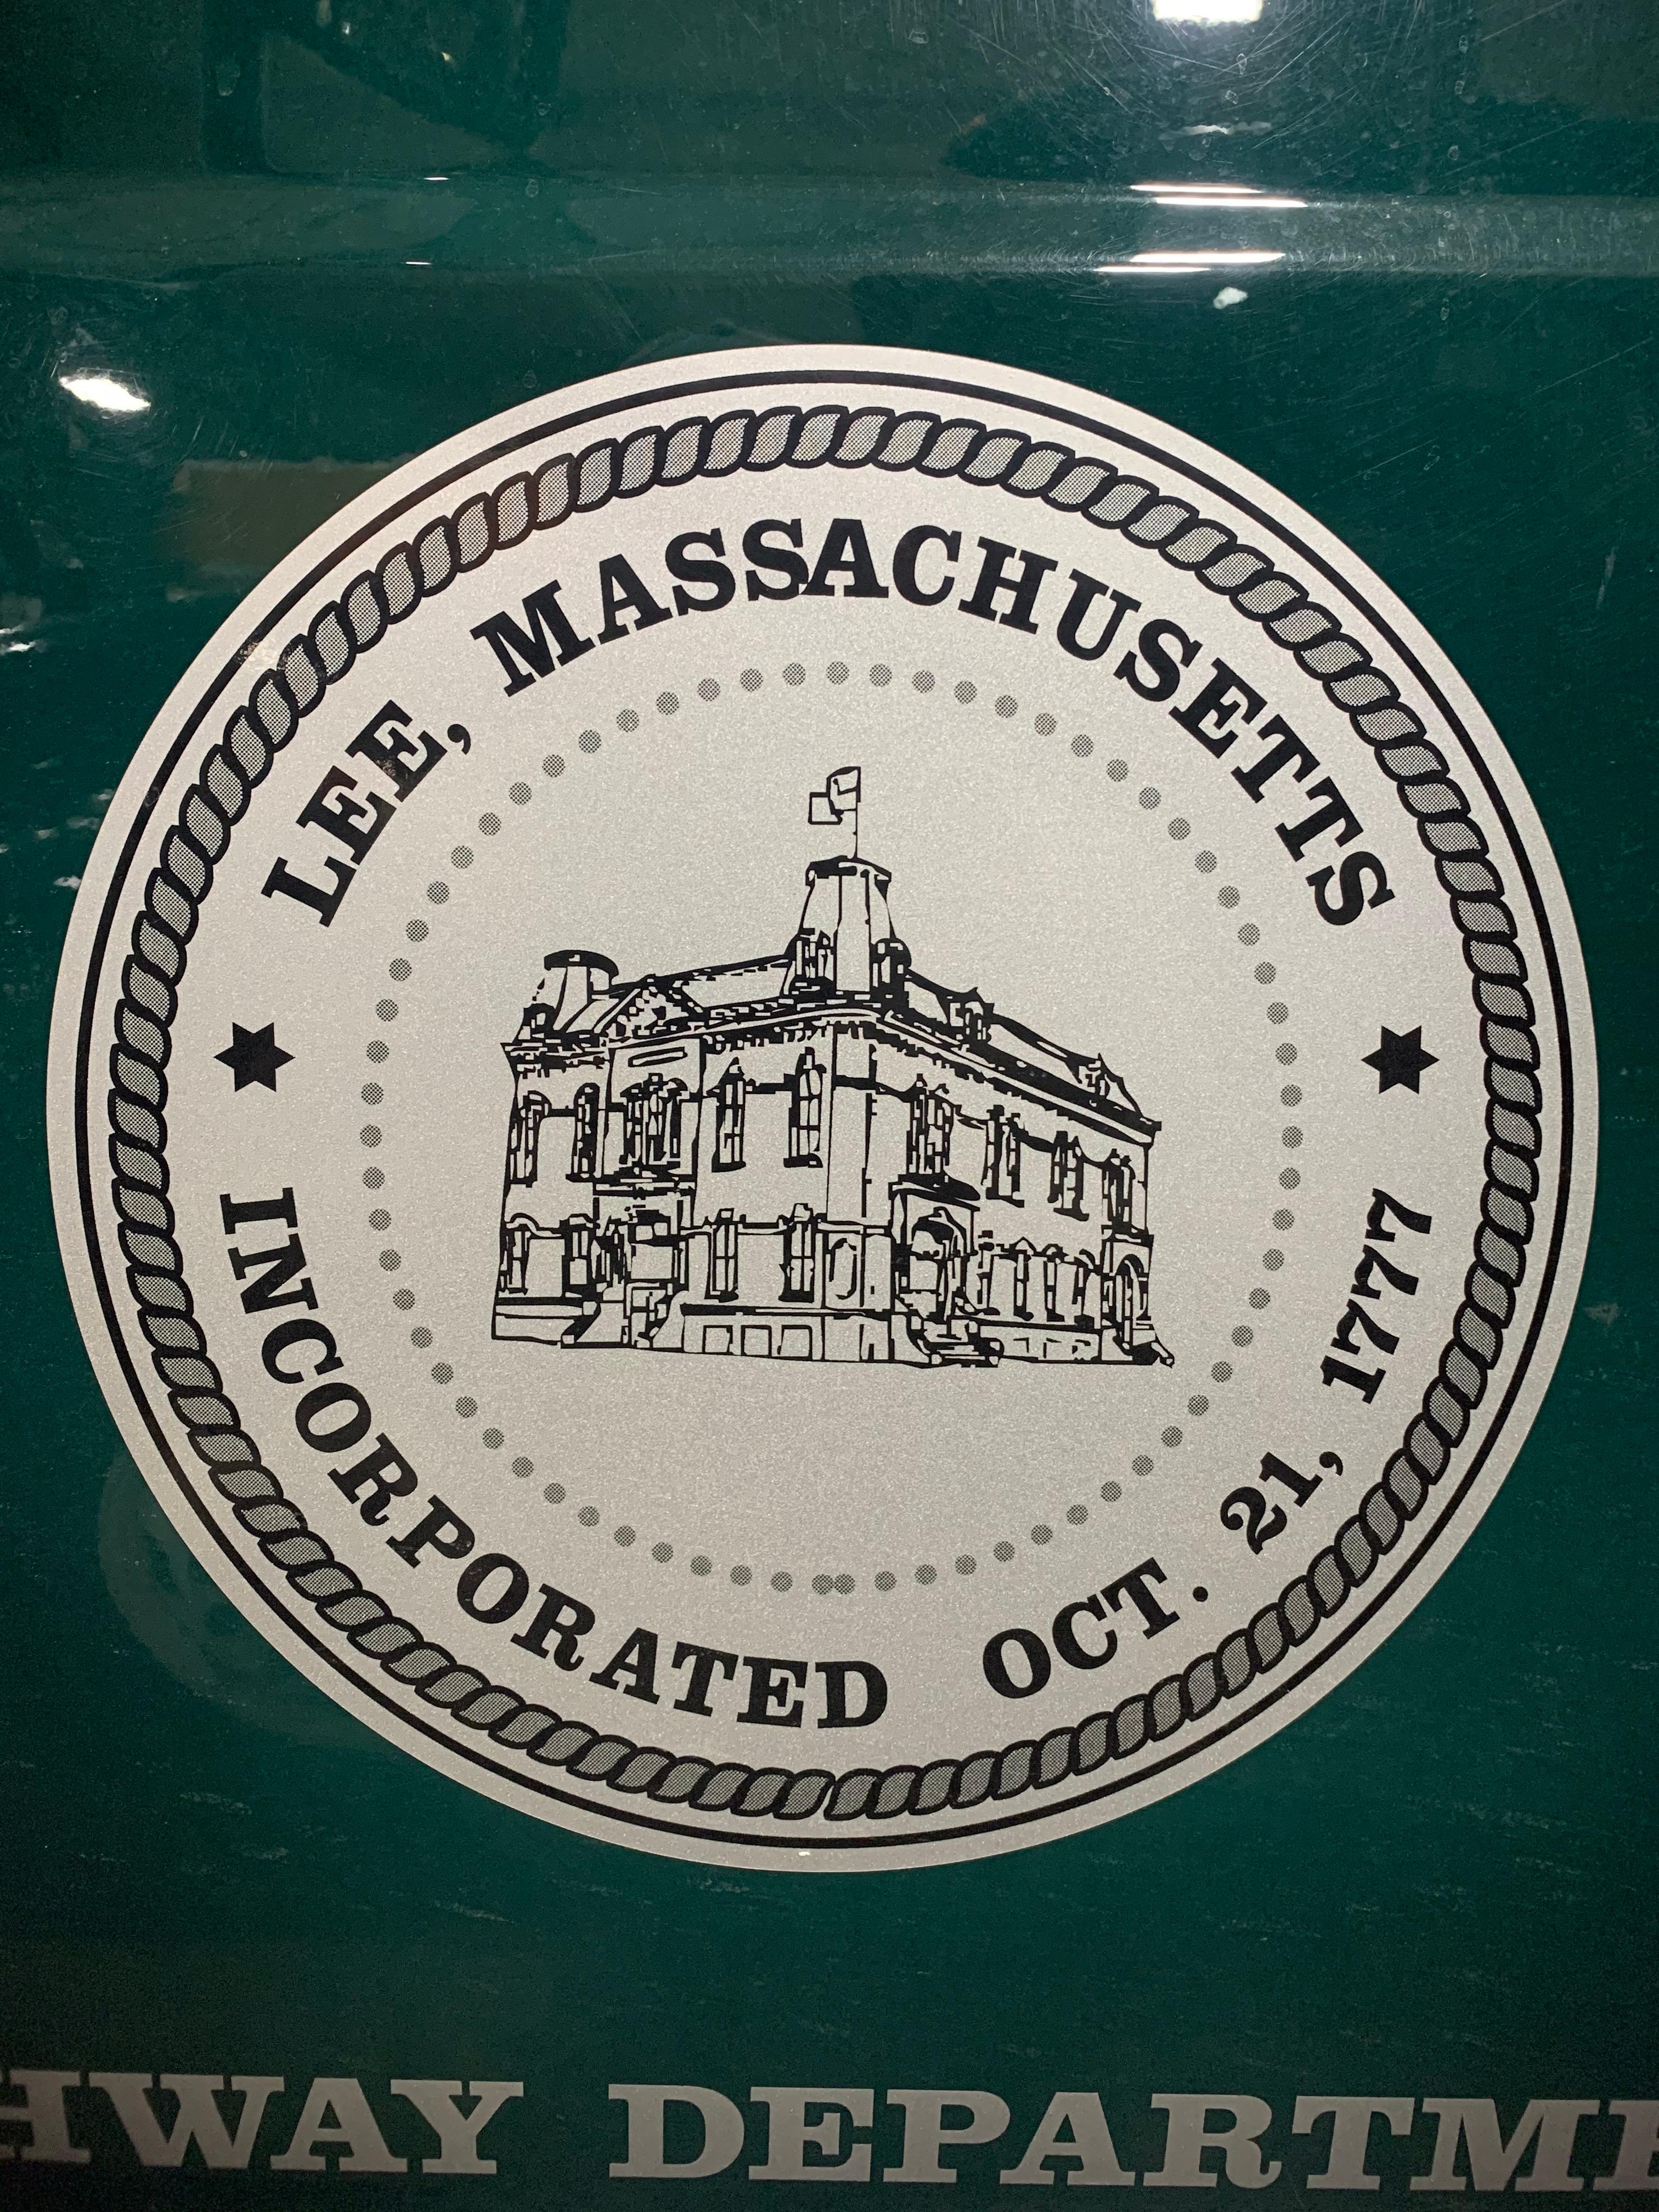 LEE, MASSACHUSETTS
INCORPORATED OCT. 21, 1777
HWAY DEPARTME